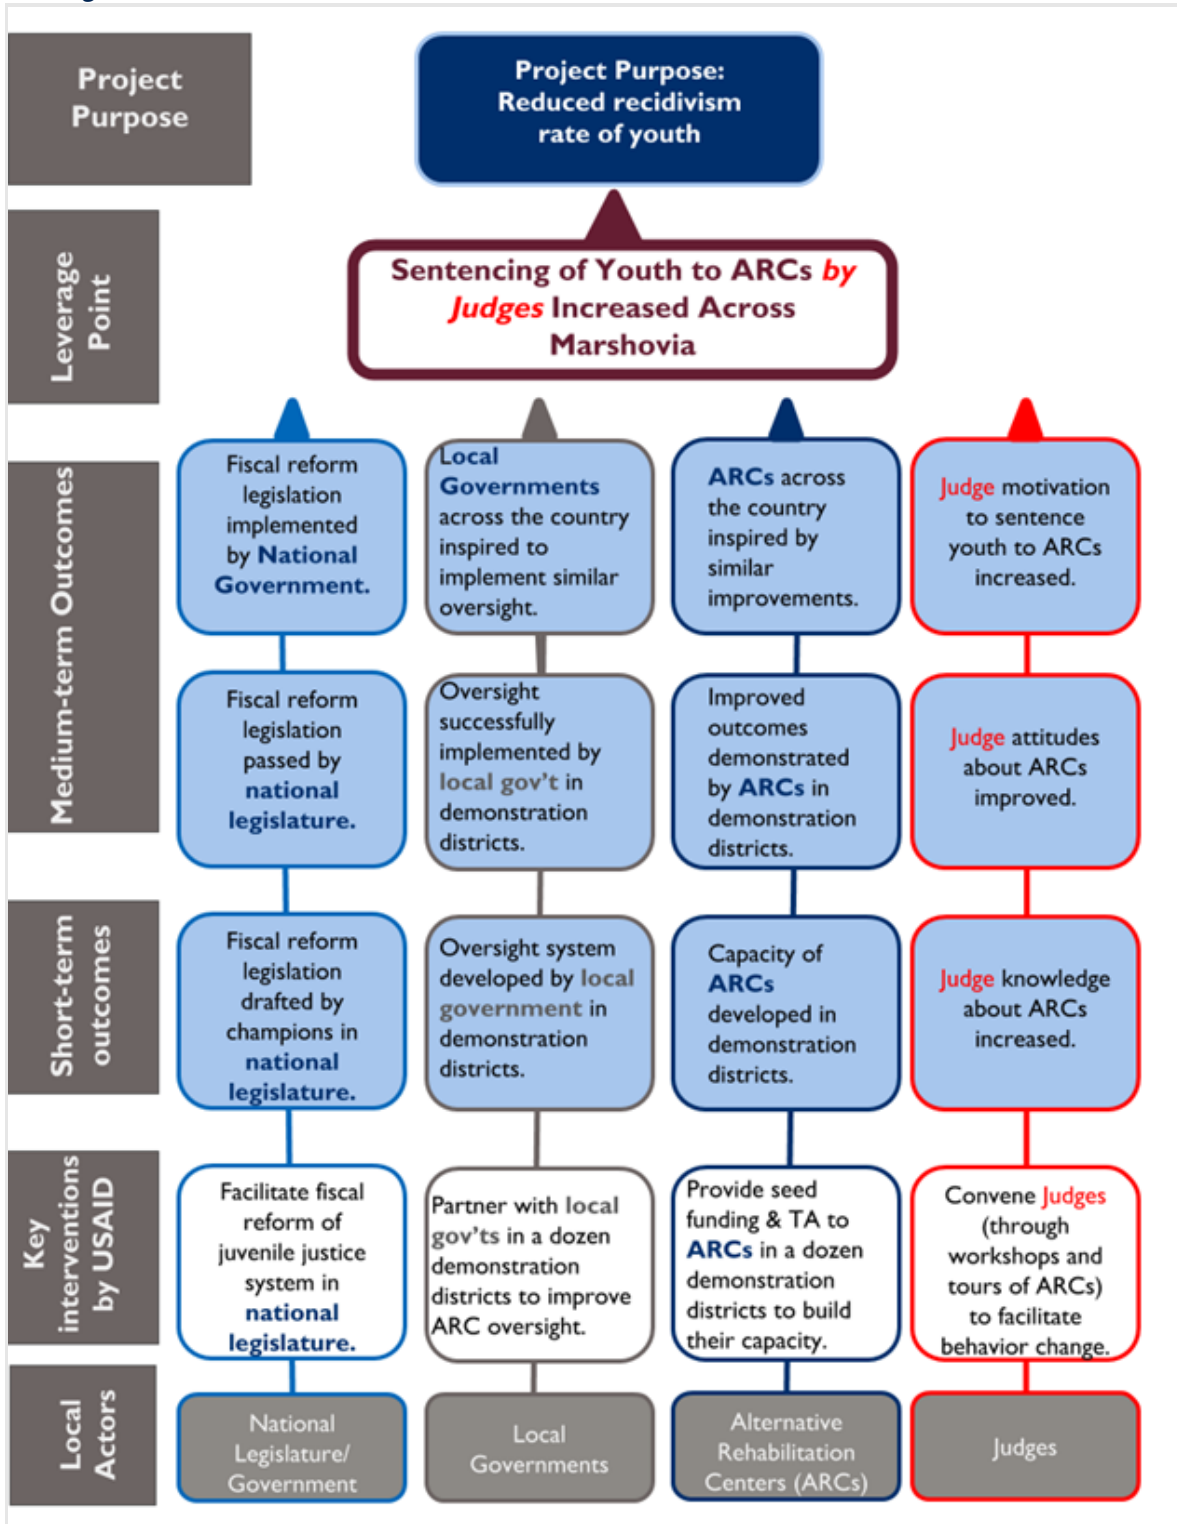 Project
Purpose
Project Purpose:
Reduced recidivism
rate of youth
Leverage
Point
Sentencing of Youth to ARCs by
Judges Increased Across
Marshovia
Medium-term Outcomes
Fiscal reform
legislation
implemented
by National
Government.
Local
Governments
across the country
inspired to
implement similar
oversight.
ARCs across
the country
inspired by
similar
improvements.
Judge motivation
to sentence
youth to ARCs
increased.
Fiscal reform
legislation
passed by
national
legislature.
Oversight
successfully
implemented by
local gov't in
demonstration
districts.
Improved
outcomes
demonstrated
by ARCs in
demonstration
districts.
Judge attitudes
about ARCs
improved.
Short-term
outcomes
Fiscal reform
legislation
drafted by
champions in
national
legislature.
Oversight system
developed by local
government in
demonstration
districts.
Capacity of
ARCs
developed in
demonstration
districts.
Judge knowledge
about ARCs
increased.
Key
interventions
by USAID
Facilitate fiscal
reform of
juvenile justice
system in
national
legislature.
Partner with local
gov'ts in a dozen
demonstration
districts to improve
ARC oversight.
Provide seed
funding & TA to
ARCs in a dozen
demonstration
districts to build
their capacity.
Convene Judges
(through
workshops and
tours of ARCs)
to facilitate
behavior change.
Local
Actors
National
Legislature/
Government
Local
Governments
Alternative
Rehabilitation
Centers (ARCs)
Judges